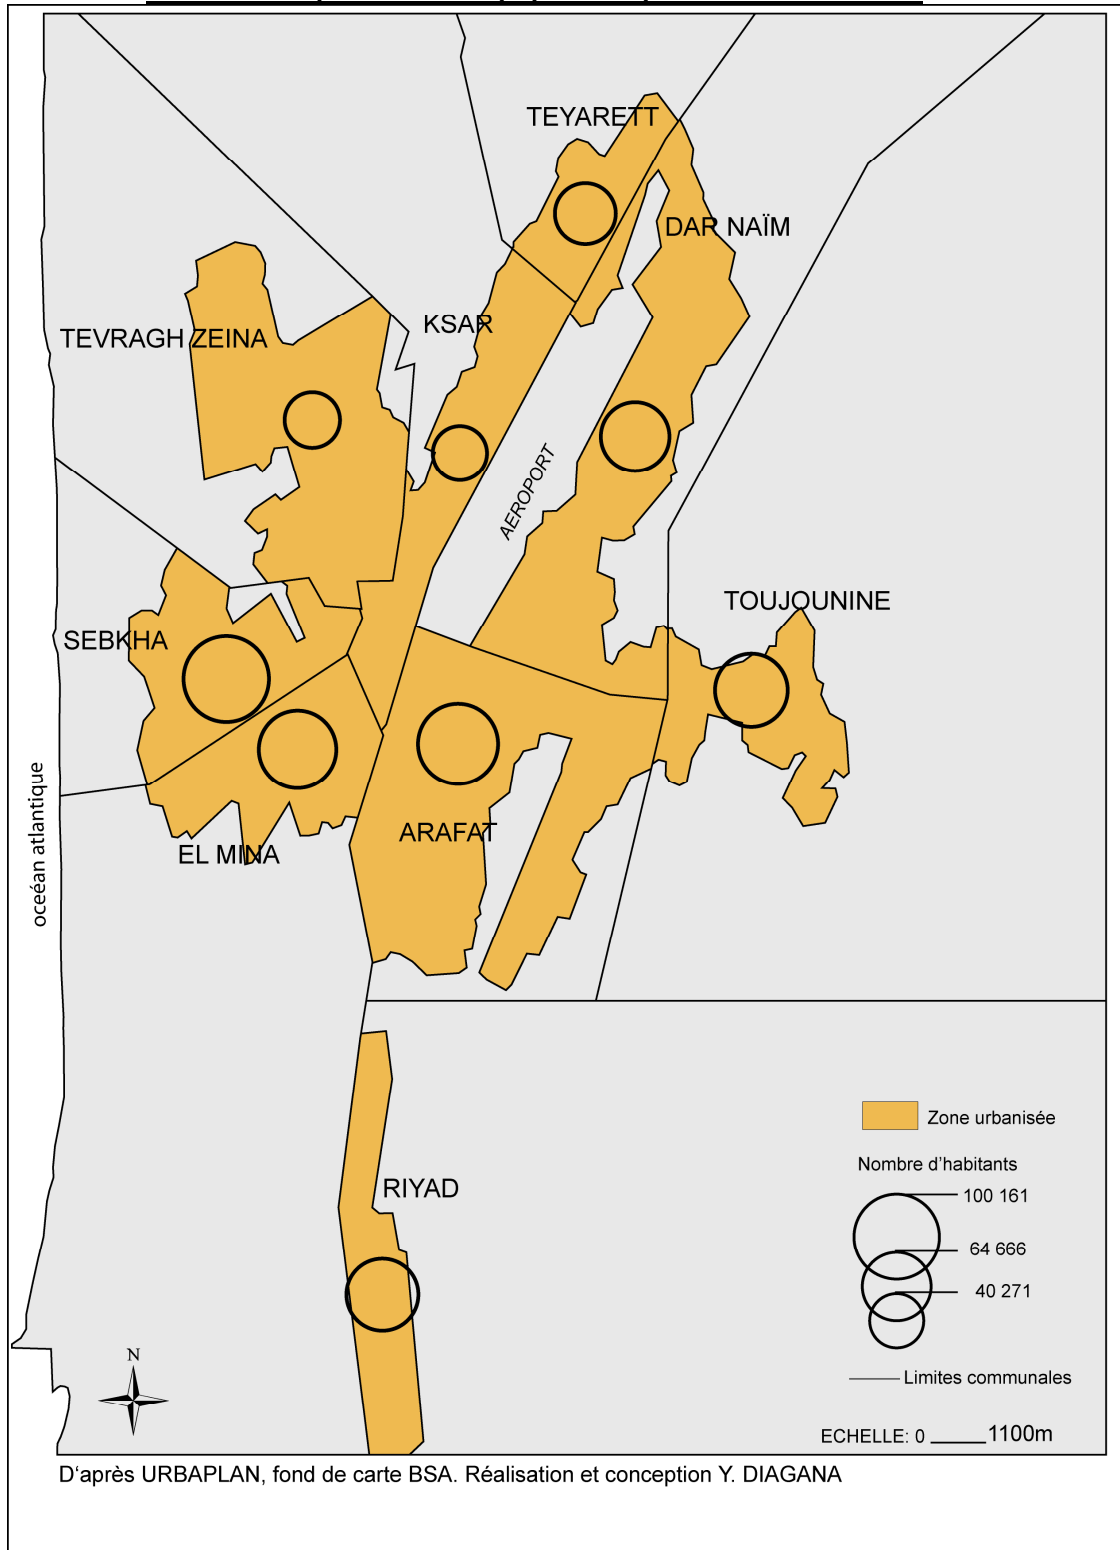 TEYARETT
DAR NAÏM
KSAR
TEVRAGH ZEINA
AEROPORT
TOUJOUNINE
SEBKHA
ARAFAT
EL MINA
oceéan atlantique
RIYAD
Zone urbanisée
Nombre d'habitants
100 161
64 666
40 271
Limites communales
ECHELLE: 0 1100m
N
D'après URBAPLAN, fond de carte BSA. Réalisation et conception Y. DIAGANA